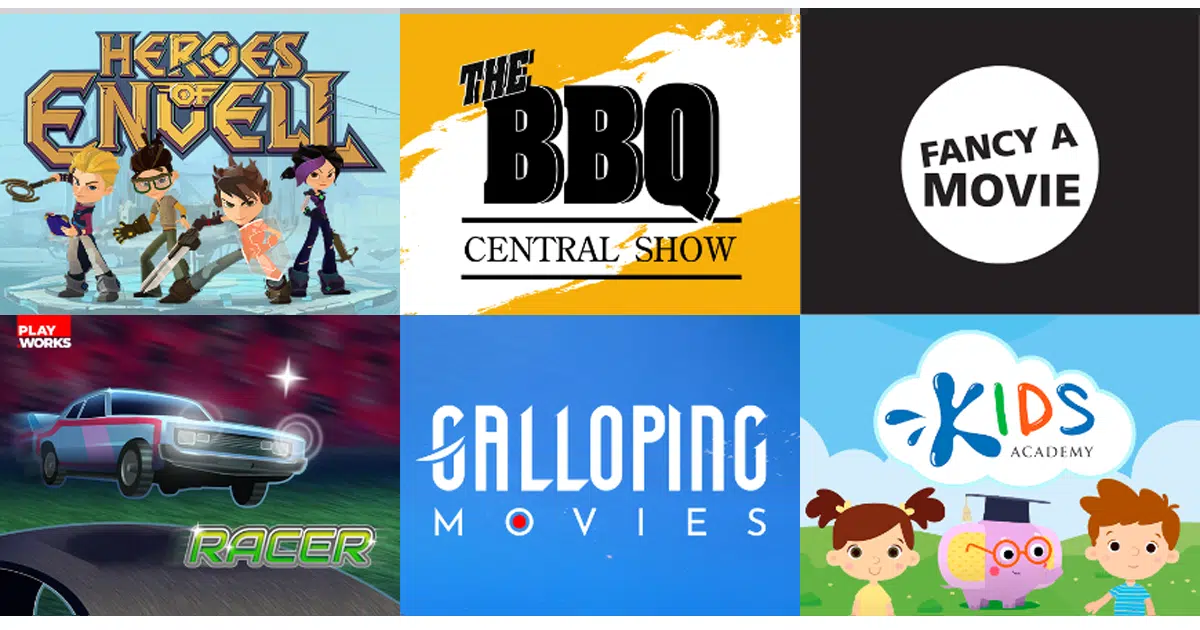 HEROES
OF
ENVELL
THE
BBQ
CENTRAL SHOW
FANCY A
MOVIE
PLAY
WORKS
RACER
GALLOPING
MOVIES
KIDS
ACADEMY